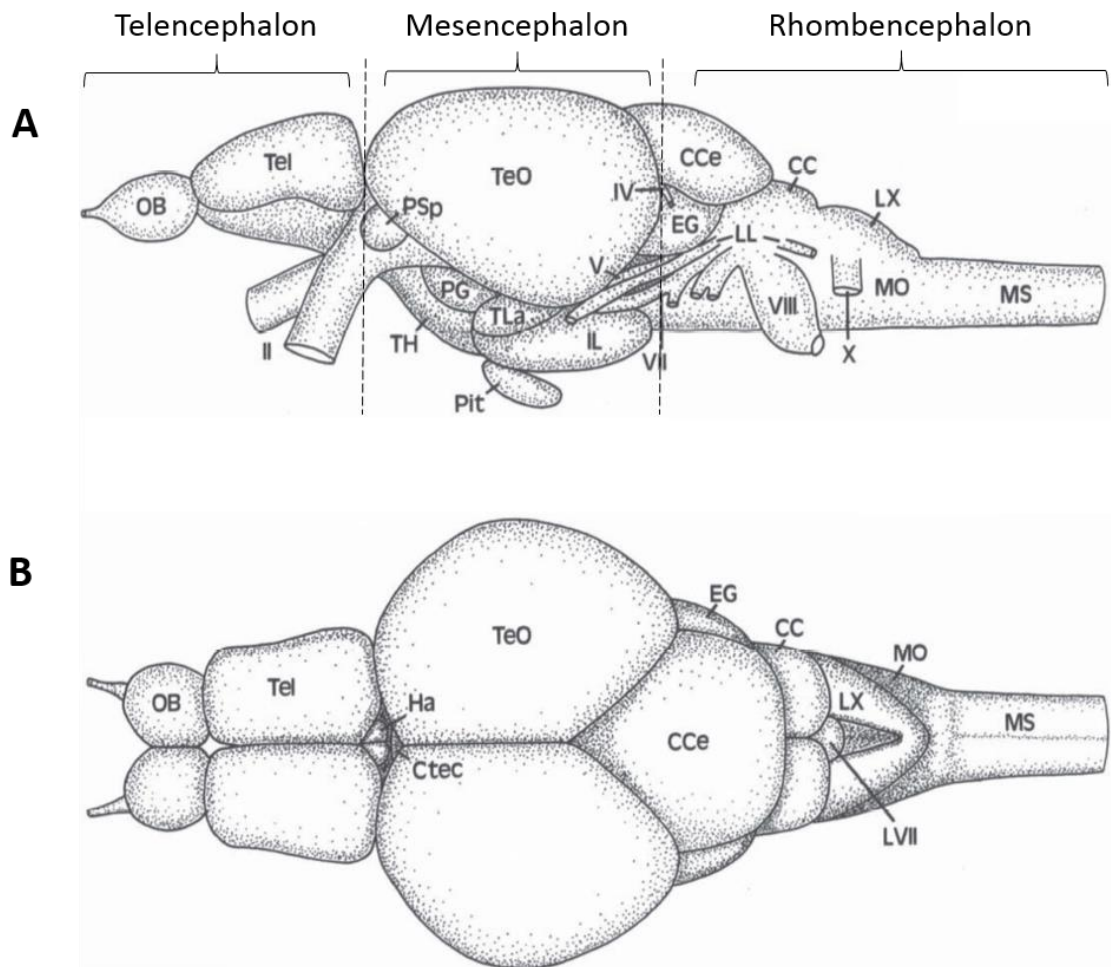 Telencephalon Mesencephalon Rhombencephalon
A
Tel
OB
PSp
TeO
CCe
CC
IV
EG
LX
LL
V
PG
TLa
TH
IL
II
VII
VIII
MO
MS
X
Pit
B
EG
TeO
CC
MO
OB
Tel
Ha
LX
CCe
MS
Ctec
LVII